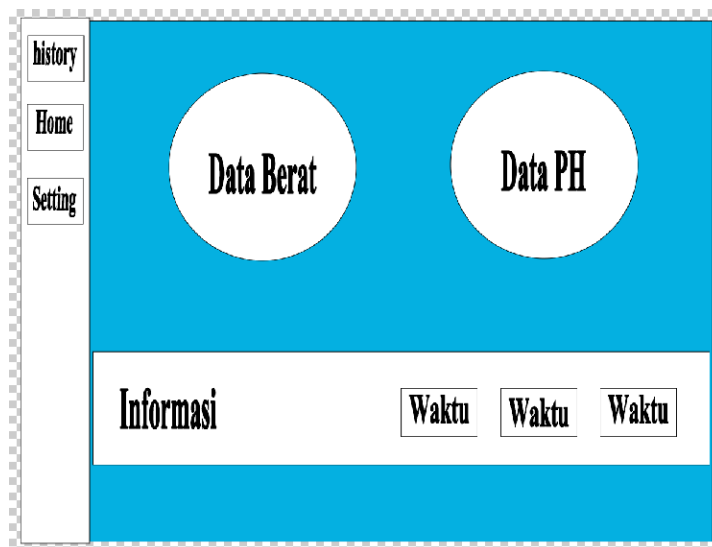 history
Home
Setting
Data Berat
Data PH
Informasi
Waktu
Waktu
Waktu